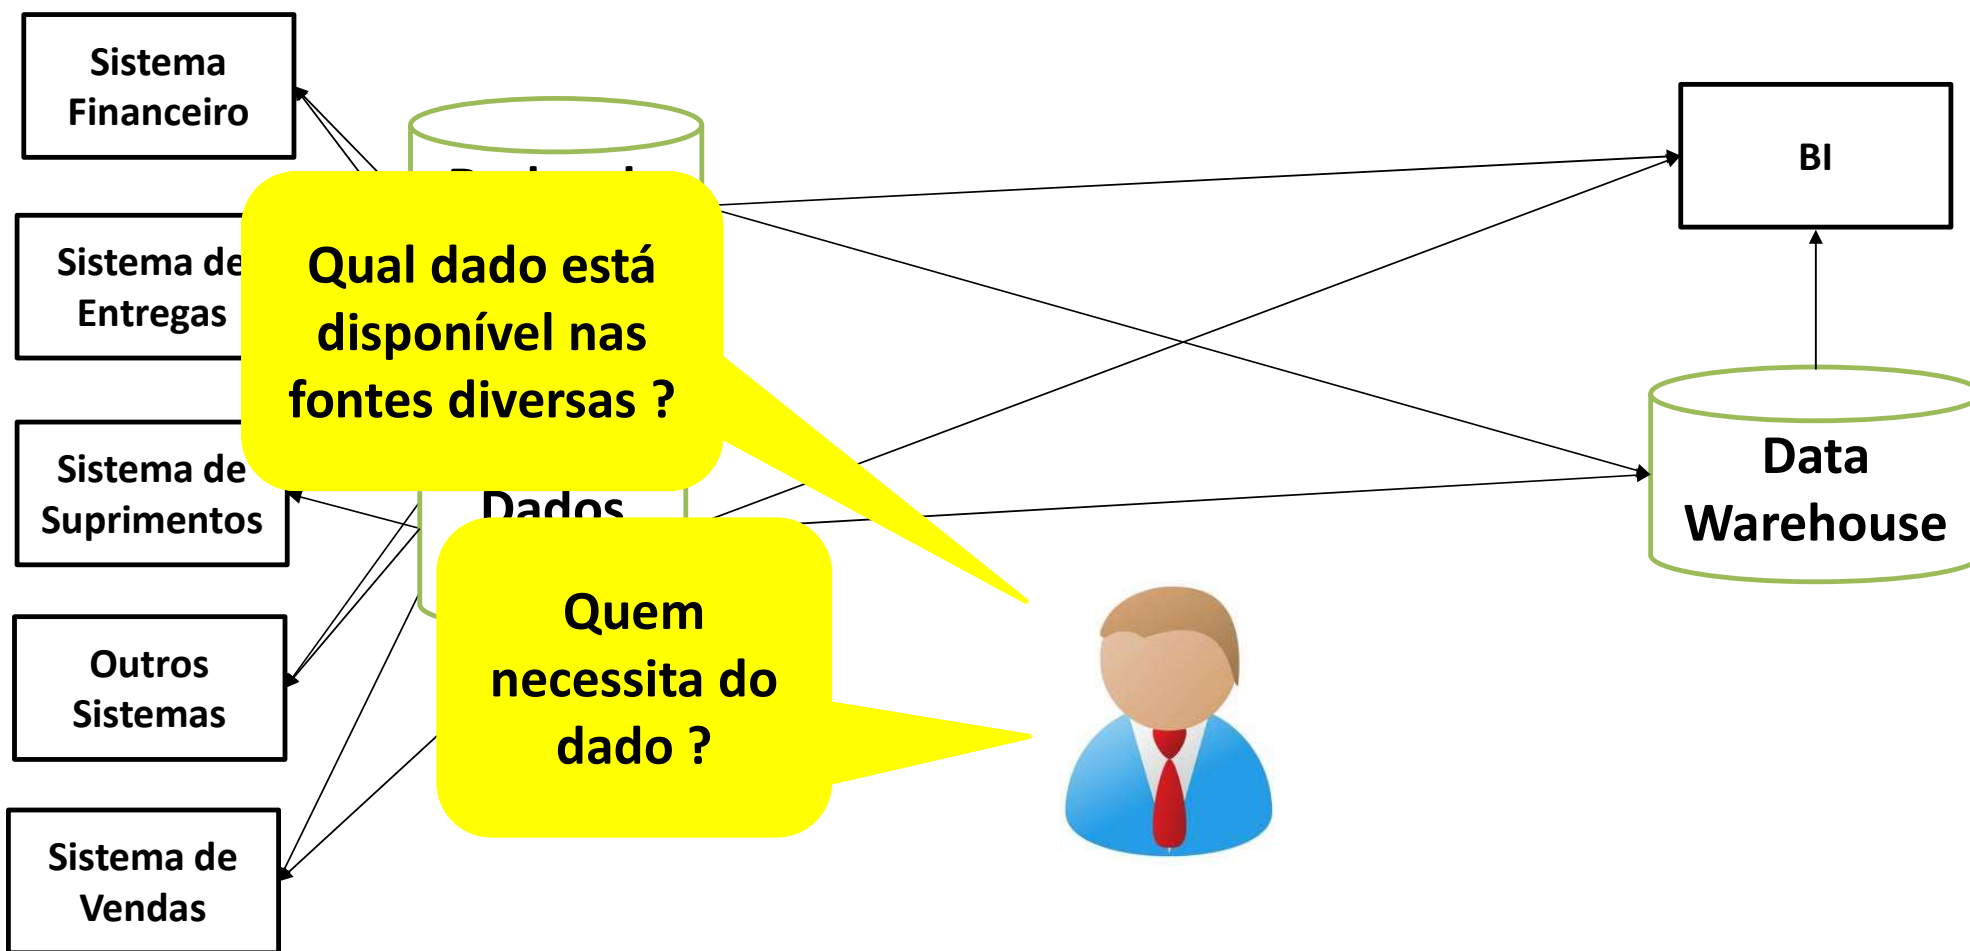 Sistema
Financeiro
Sistema de
Entregas
Sistema de
Suprimentos
Outros
Sistemas
Sistema de
Vendas
Qual dado está
disponível nas
fontes diversas ?
Dados
Quem
necessita do
dado ?
BI
Data
Warehouse